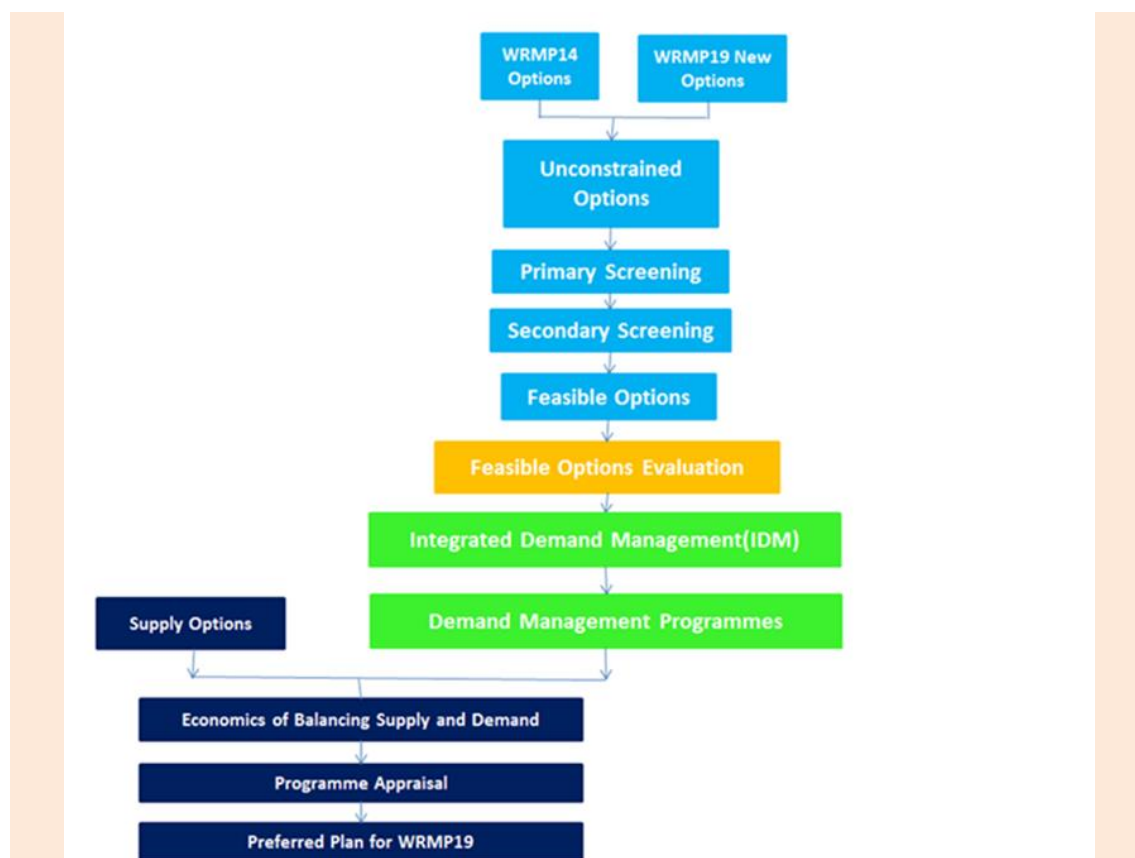 WRMP14
Options
WRMP19 New
Options
Unconstrained
Options
Primary Screening
Secondary Screening
Feasible Options
Feasible Options Evaluation
Integrated Demand Management(IDM)
Demand Management Programmes
Supply Options
Economics of Balancing Supply and Demand
Programme Appraisal
Preferred Plan for WRMP19